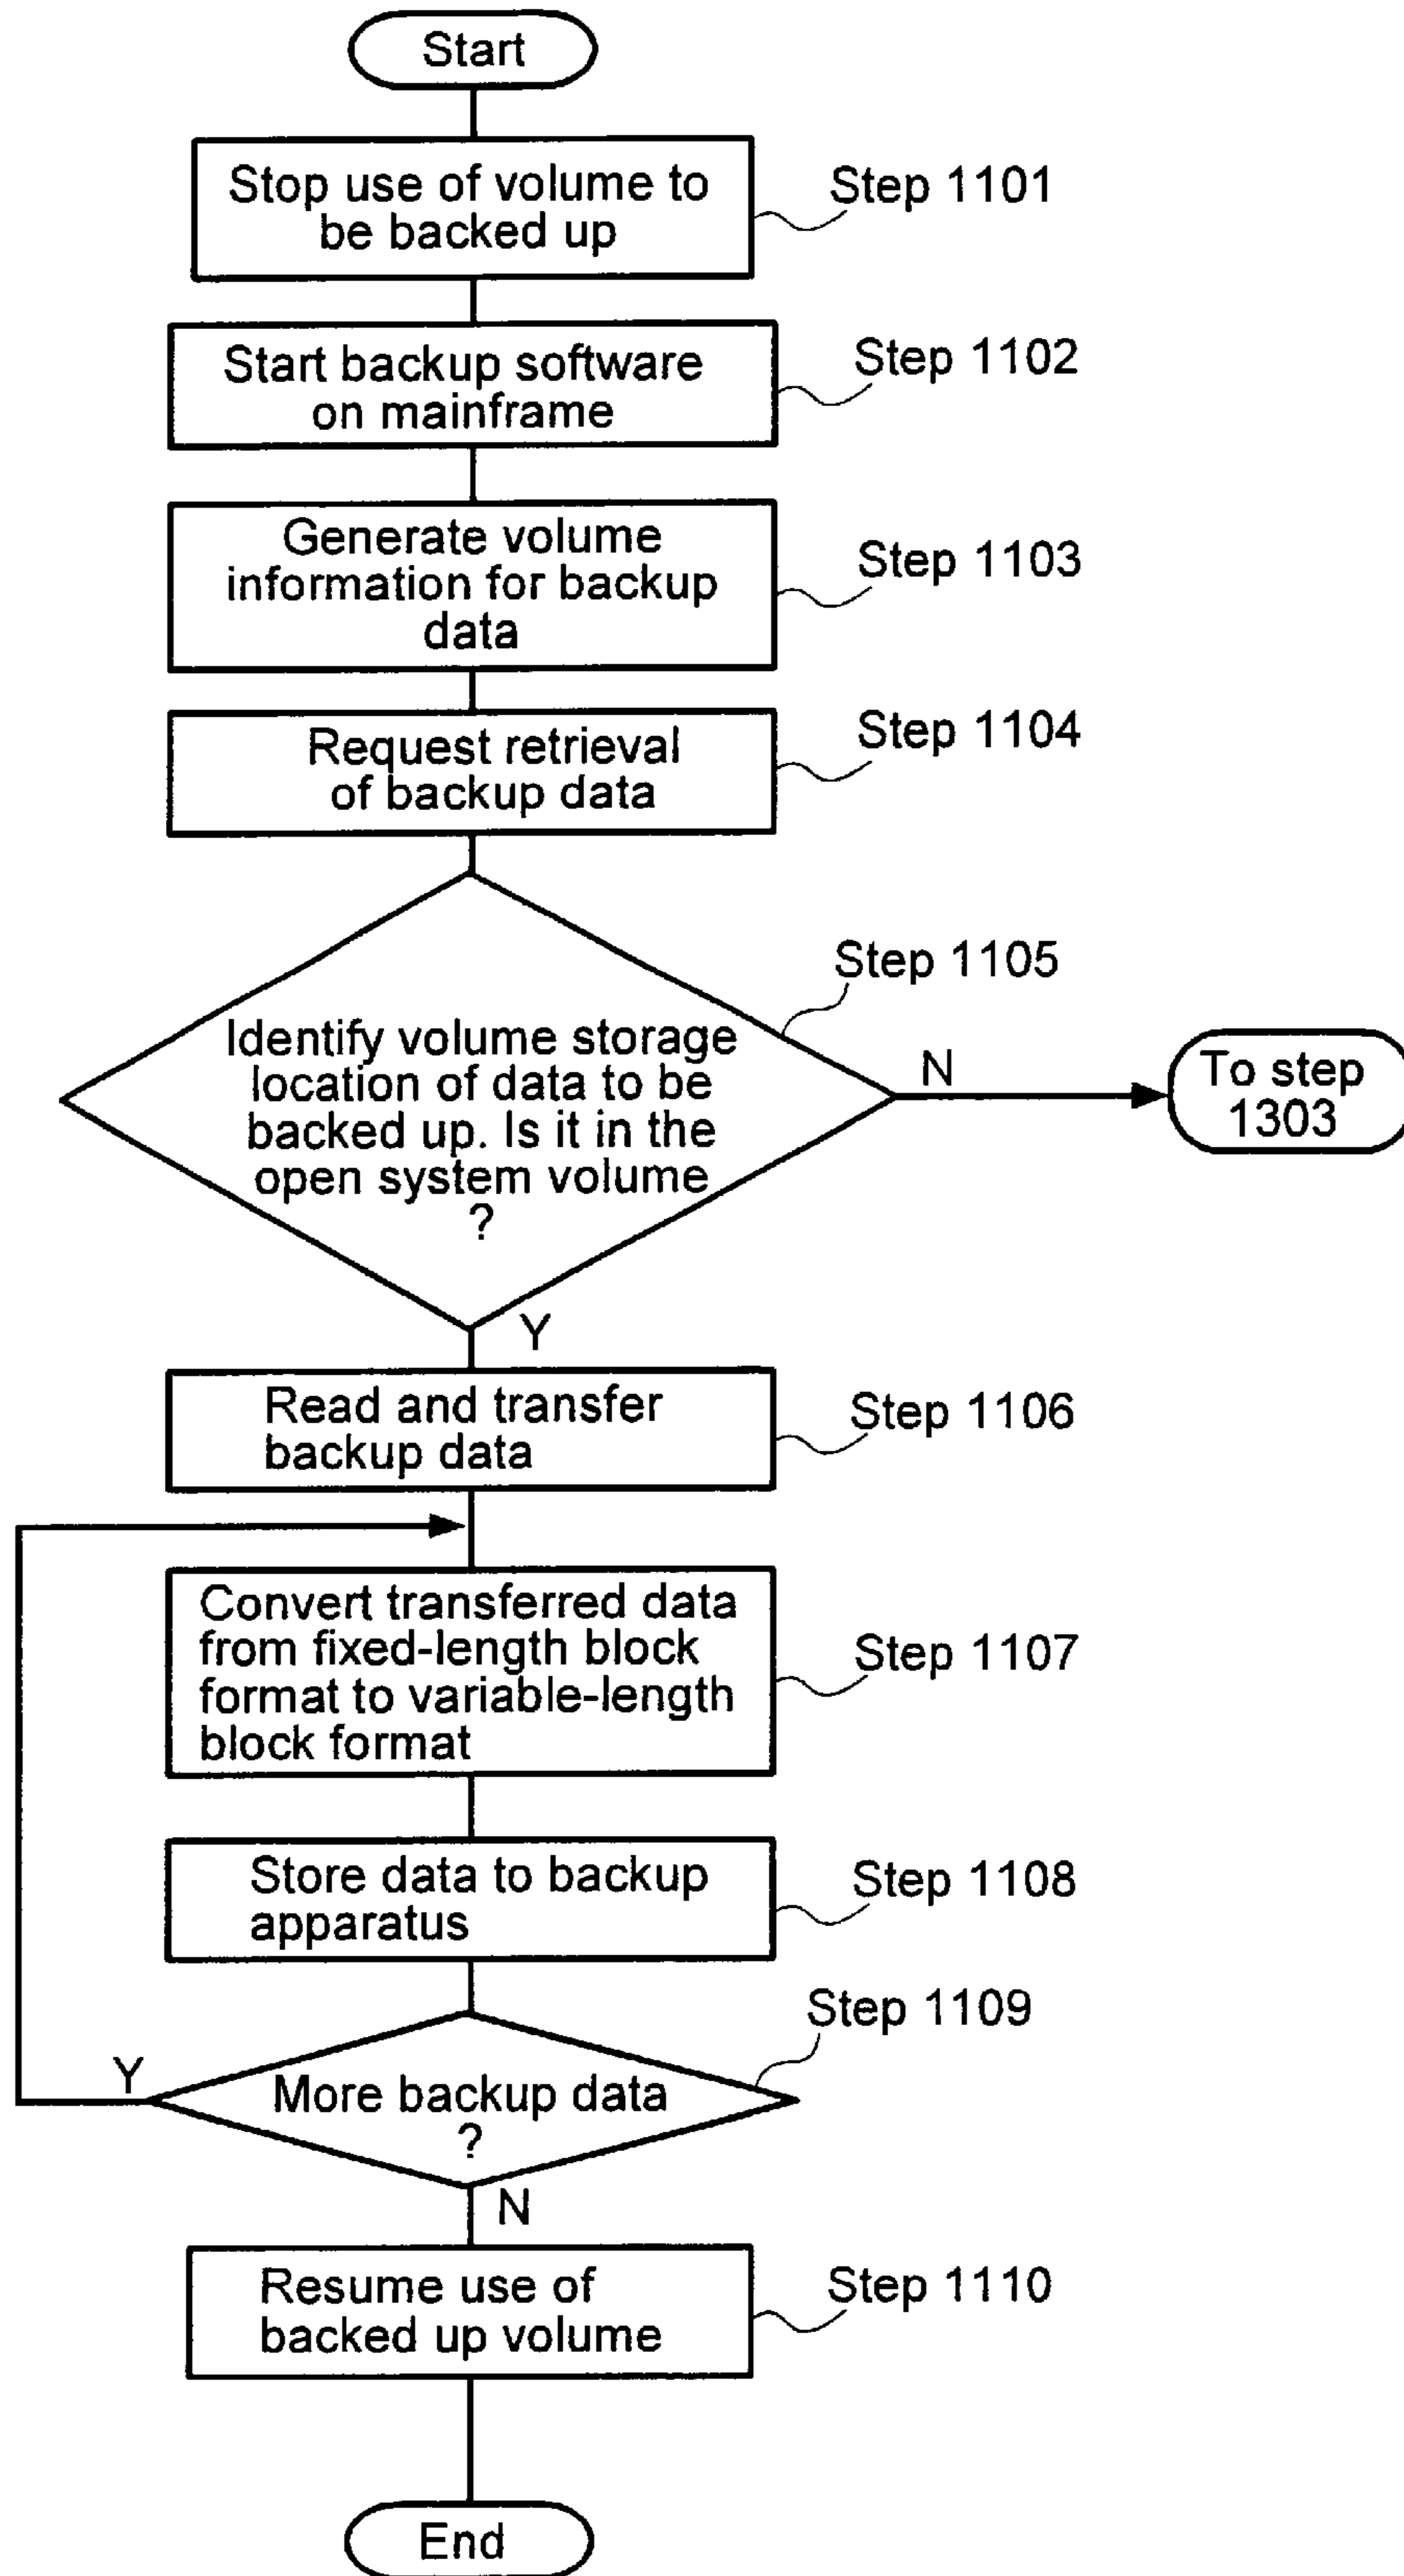 Start
Stop use of volume to
be backed up
Step 1101
Start backup software
on mainframe
Step 1102
Generate volume
information for backup
data
Step 1103
Request retrieval
of backup data
Step 1104
Step 1105
Identify volume storage
location of data to be
backed up. Is it in the
open system volume
?
N
To step
1303
Y
Read and transfer
backup data
Step 1106
Convert transferred data
from fixed-length block
format to variable-length
block format
Step 1107
Store data to backup
apparatus
Step 1108
Step 1109
Y
More backup data
?
N
Resume use of
backed up volume
Step 1110
End